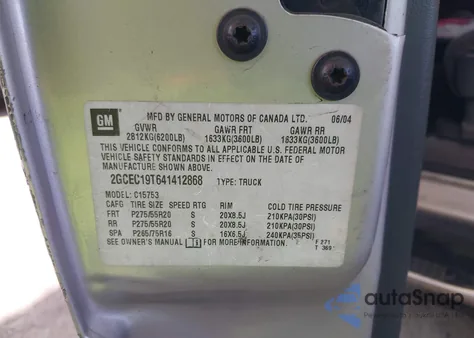 GM
MFD BY GENERAL MOTORS OF CANADA LTD. 06/04
GVWR GAWR FRT GAWR RR
2812KG(6200LB) 1633KG(3600LB) 1633KG(3600LB)
THIS VEHICLE CONFORMS TO ALL APPLICABLE U.S. FEDERAL MOTOR
VEHICLE SAFETY STANDARDS IN EFFECT ON THE DATE OF
MANUFACTURE SHOWN ABOVE.
2GCEC19T641412868 TYPE: TRUCK
MODEL: C15753
CAFG TIRE SIZE SPEED RTG RIM COLD TIRE PRESSURE
FRT P275/55R20 S 20X8.5J 210KPA(30PSI)
RR P275/55R20 S 20X8.5J 210KPA(30PSI)
SPA P265/75R16 S 16X6.5J 240KPA(35PSI)
SEE OWNER'S MANUAL FOR MORE INFORMATION. F 271
T 369
autoSnap